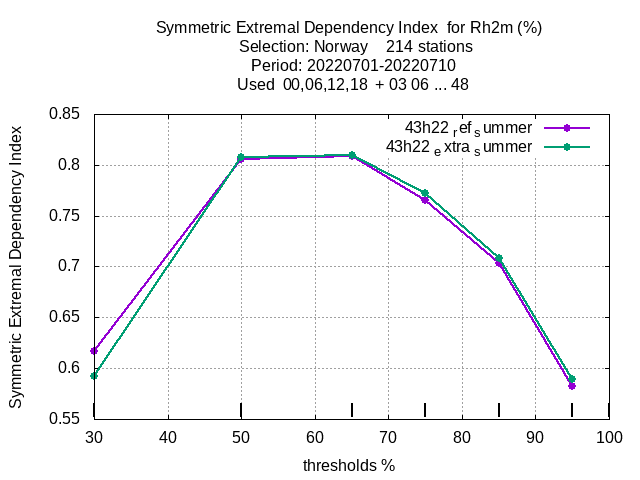 Symmetric Extremal Dependency Index for Rh2m (%)
Selection: Norway 214 stations
Period: 20220701-20220710
Used 00,06,12,18 + 03 06 ... 48
43h22 ref summer
43h22 extra summer
0.85
0.8
0.75
0.7
0.65
0.6
0.55
Symmetric Extremal Dependency Index
30 40 50 60 70 80 90 100
thresholds %